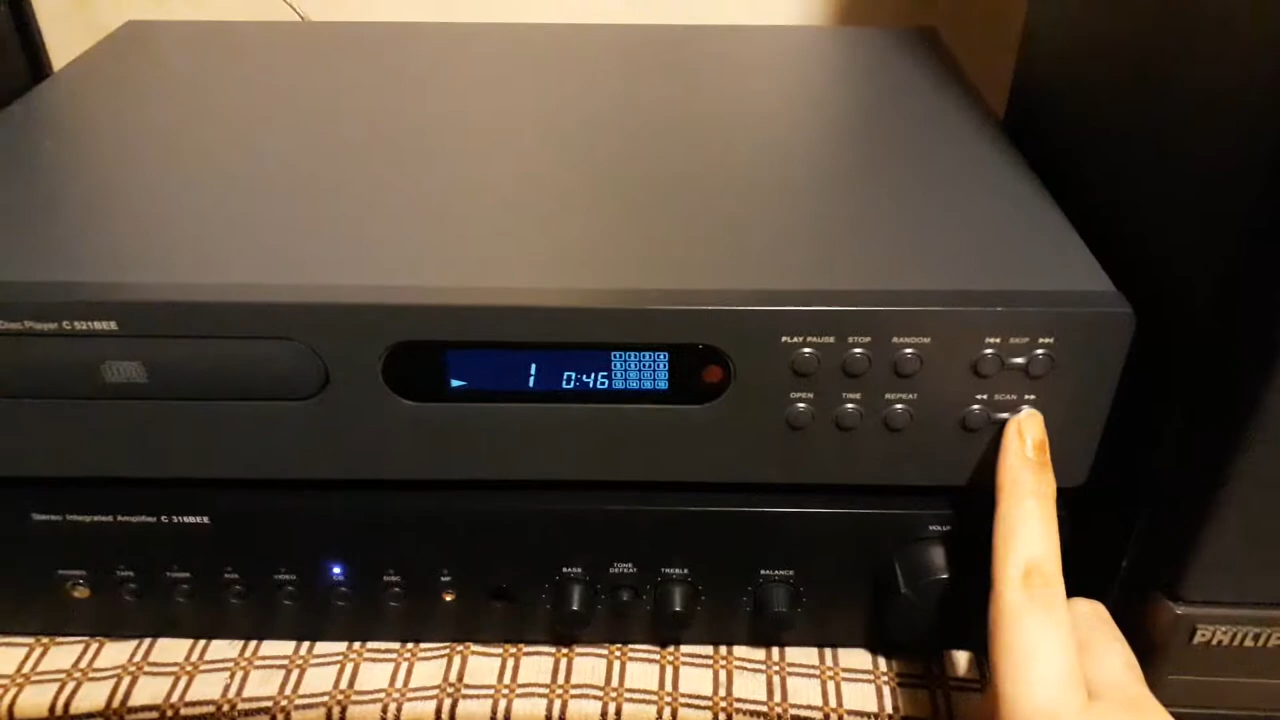 Disc Player C 521BEE
1 0:46
1 2 3 4
5 6 7 8
9 10 11 12
13 14 15 16
PLAY PAUSE STOP RANDOM SKIP
OPEN TIME REPEAT SCAN
Stereo Integrated Amplifier C 316BEE
VOLU
PHONES TAPE TUNER AUX VIDEO CD DISC MP
BASS TONE DEFEAT TREBLE BALANCE
PHILIP